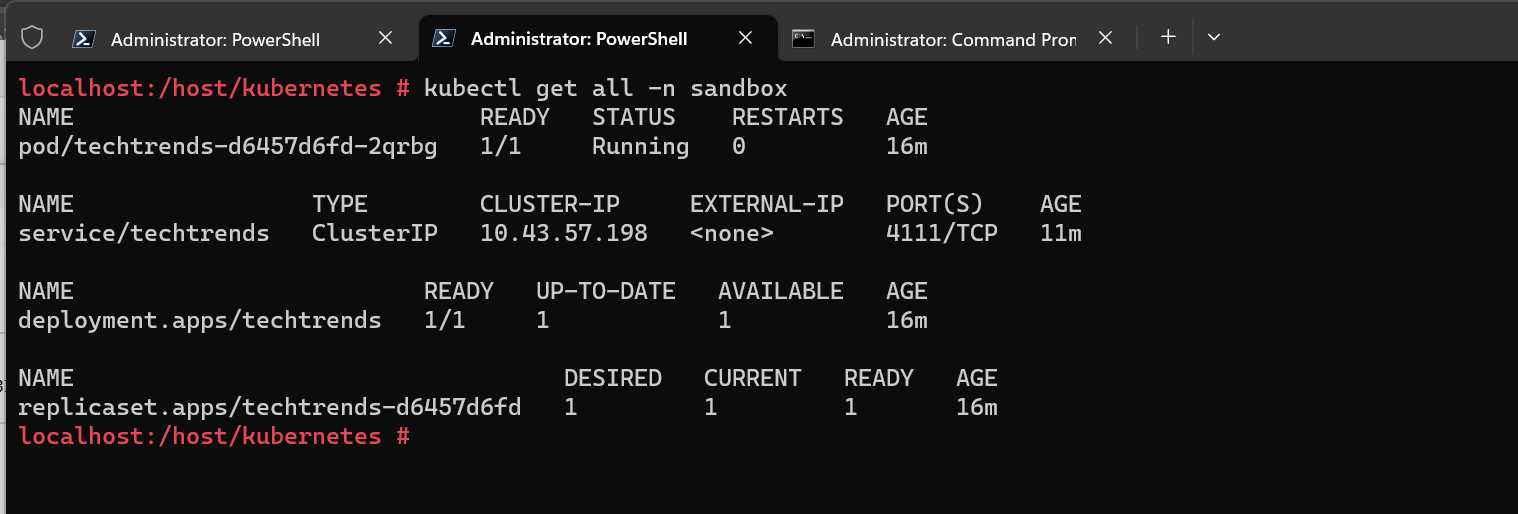 Administrator: PowerShell
Administrator: PowerShell
Administrator: Command Pron
localhost:/host/kubernetes # kubectl get all -n sandbox
NAME READY STATUS RESTARTS AGE
pod/techtrends-d6457d6fd-2qrbg 1/1 Running 0 16m
NAME TYPE CLUSTER-IP EXTERNAL-IP PORT(S) AGE
service/techtrends ClusterIP 10.43.57.198 <none> 4111/TCP 11m
NAME READY UP-TO-DATE AVAILABLE AGE
deployment.apps/techtrends 1/1 1 1 16m
NAME DESIRED CURRENT READY AGE
replicaset.apps/techtrends-d6457d6fd 1 1 1 16m
localhost:/host/kubernetes #